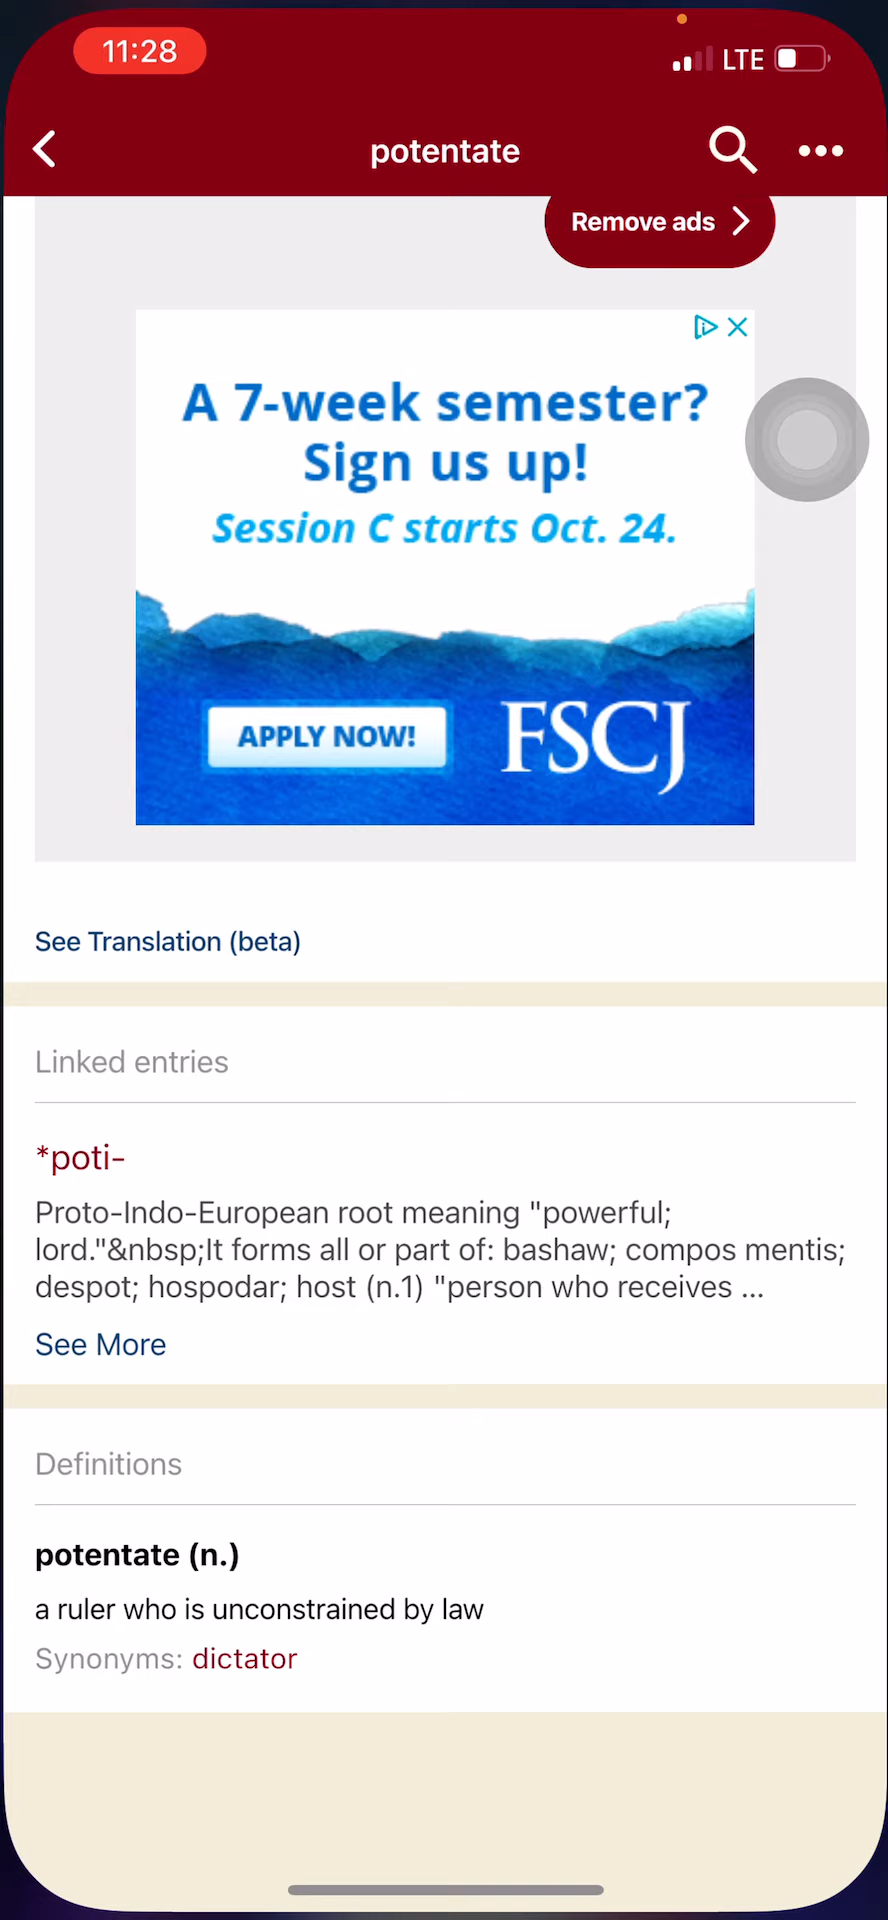 11:28
LTE
potentate
Remove ads
A 7-week semester?
Sign us up!
Session C starts Oct. 24.
APPLY NOW!
FSCJ
See Translation (beta)
Linked entries
*poti-
Proto-Indo-European root meaning "powerful;
lord."&nbsp;It forms all or part of: bashaw; compos mentis;
despot; hospodar; host (n.1) "person who receives ...
See More
Definitions
potentate (n.)
a ruler who is unconstrained by law
Synonyms: dictator